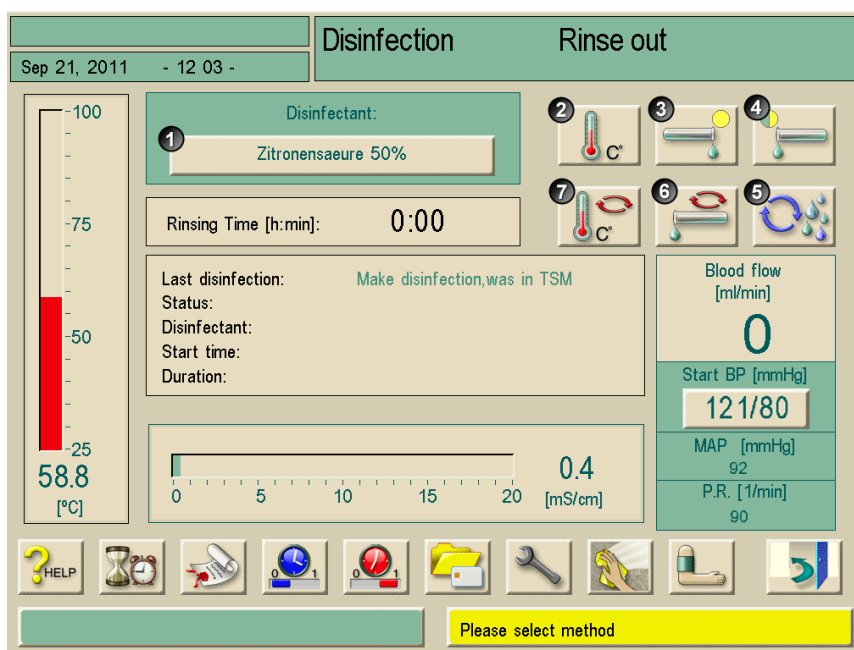 Disinfection Rinse out
Sep 21, 2011 - 12 03 -
100
75
50
25
58.8
[ºC]
Disinfectant:
1
Zitronensaeure 50%
2
C°
3
4
7
C°
6
5
Rinsing Time [h:min]: 0:00
Last disinfection: Make disinfection,was in TSM
Status:
Disinfectant:
Start time:
Duration:
0 5 10 15 20
0.4
[mS/cm]
Blood flow
[ml/min]
0
Start BP [mmHg]
121/80
MAP [mmHg]
92
P.R. [1/min]
90
?HELP
0 1
0 1
Please select method